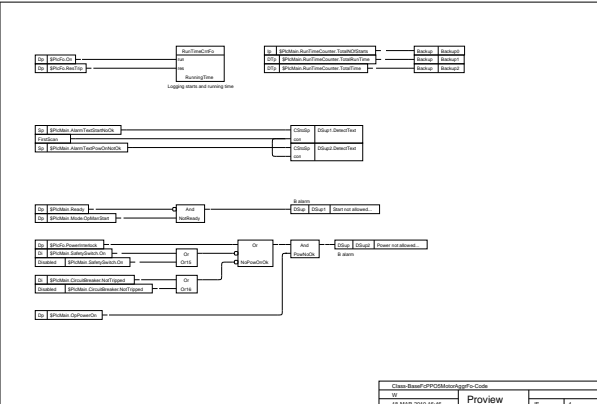 RunTimeCntFo
Dp $PlcFo.On run
Dp $PlcFo.ResTrip res
RunningTime
Logging starts and running time
Ip $PlcMain.RunTimeCounter.TotalNOfStarts Backup Backup0
DTp $PlcMain.RunTimeCounter.TotalRunTime Backup Backup1
DTp $PlcMain.RunTimeCounter.TotalTime Backup Backup2
Sp $PlcMain.AlarmTextStartNoOk CStoSp DSup1.DetectText
FirstScan con
Sp $PlcMain.AlarmTextPowOnNotOk CStoSp DSup2.DetectText
con
B alarm
Dp $PlcMain.Ready And DSup DSup1 Start not allowed...
Dp $PlcMain.Mode.OpManStart NotReady
Dp $PlcFo.PowerInterlock Or And DSup DSup2 Power not allowed...
Di $PlcMain.SafetySwitch.On Or PowNoOk B alarm
Disabled $PlcMain.SafetySwitch.On Or15 NoPowOnOk
Di $PlcMain.CircuitBreaker.NotTripped Or
Disabled $PlcMain.CircuitBreaker.NotTripped Or16
Dp $PlcMain.OpPowerOn
Class-BaseFcPPO5MotorAggrFo-Code
W
Proview